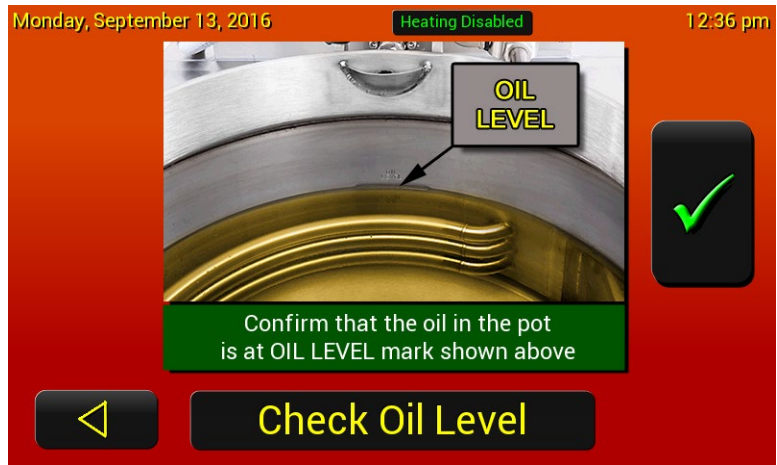 Monday, September 13, 2016
Heating Disabled
12:36 pm
OIL
LEVEL
Confirm that the oil in the pot
is at OIL LEVEL mark shown above
Check Oil Level